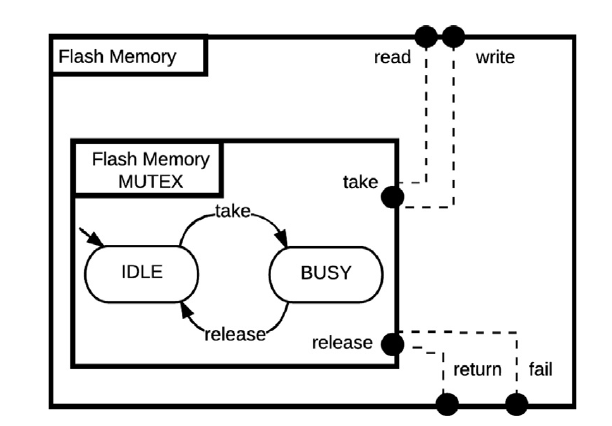 Flash Memory
read
write
Flash Memory
MUTEX
take
take
IDLE
BUSY
release
release
return
fail